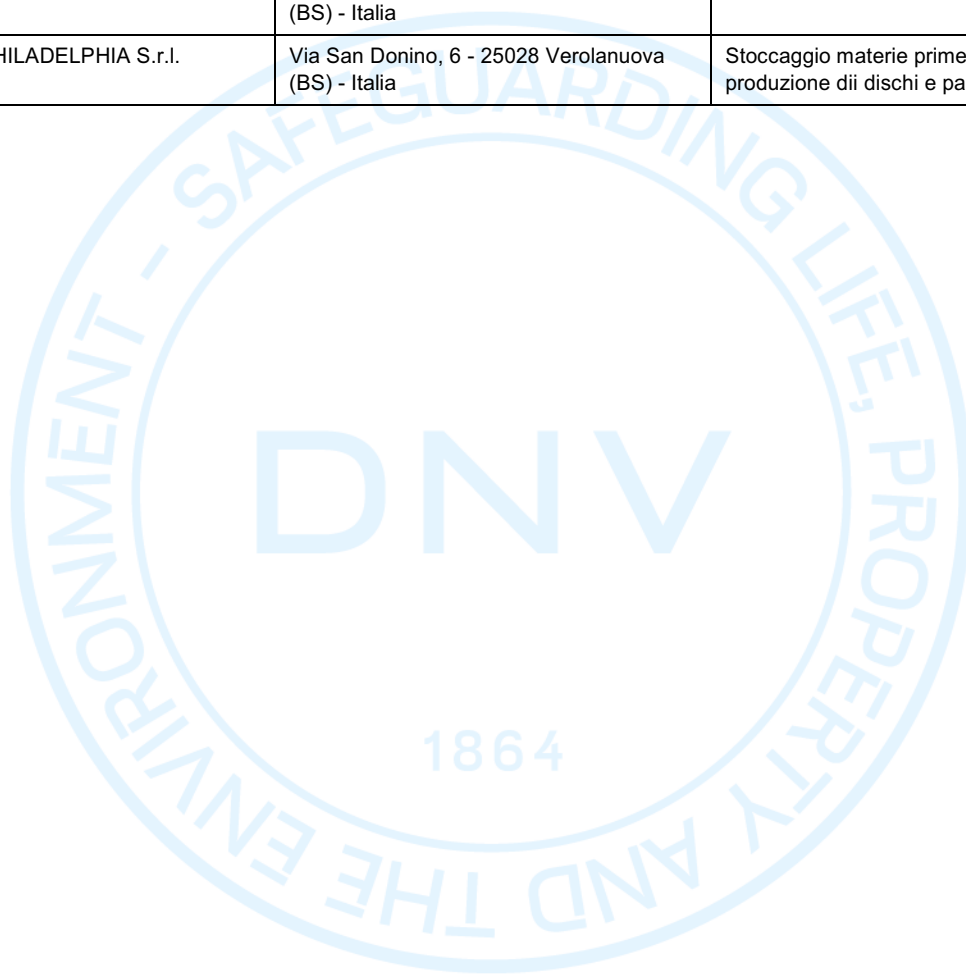 (BS) - Italia
HILADELPHIA S.r.l.
Via San Donino, 6 - 25028 Verolanuova
(BS) - Italia
Stoccaggio materie prime
produzione dii dischi e pa
SAFEGUARDING LIFE, PROPERTY AND THE ENVIRONMENT -
DNV
1864